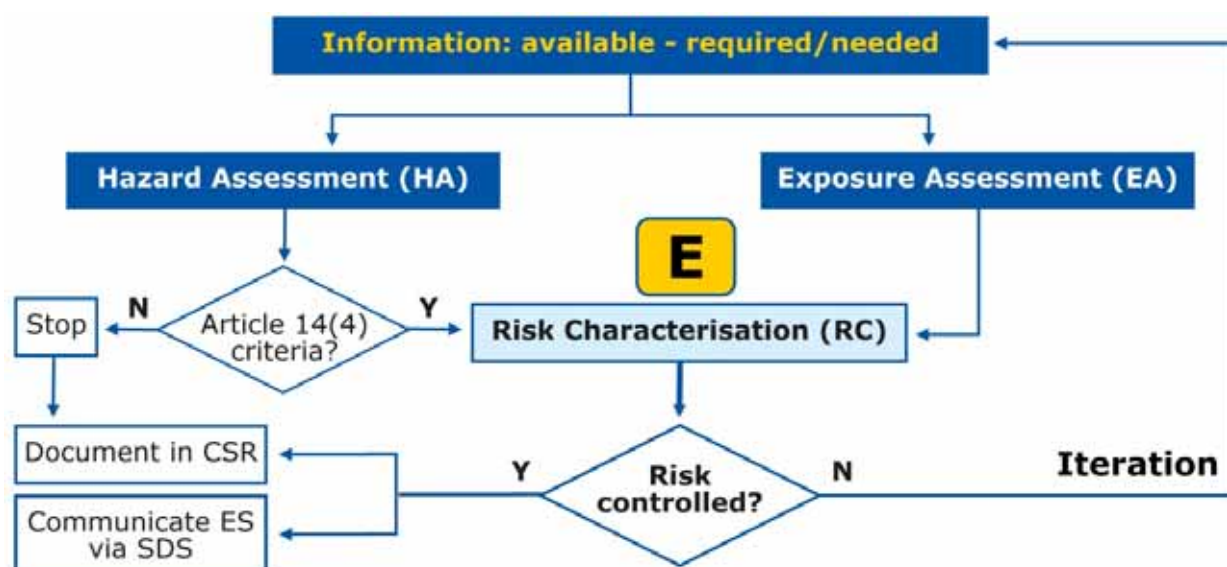 Information: available - required/needed
Hazard Assessment (HA)
Exposure Assessment (EA)
E
N
Y
Stop
Article 14(4)
criteria?
Risk Characterisation (RC)
Document in CSR
Y
Risk
controlled?
N
Iteration
Communicate ES
via SDS